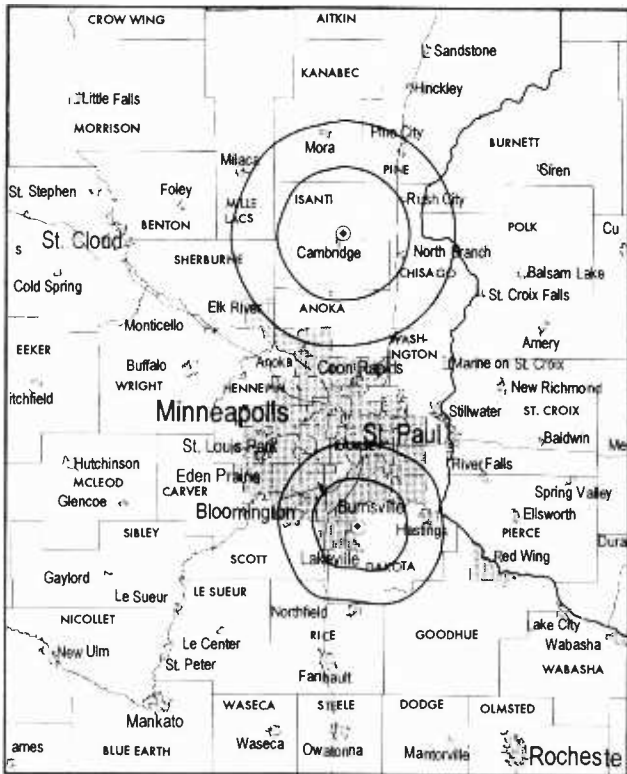 CROW WING
AITKIN
Sandstone
KANABEC
Hinckley
Little Falls
MORRISON
Mora
Pine City
BURNETT
Milaca
PINE
Siren
St. Stephen
Foley
ISANTI
Rush City
MILLE
LACS
BENTON
POLK
Cu
St. Cloud
s
Cambridge
North Branch
SHERBURNE
CHISAGO
Cold Spring
Balsam Lake
Elk River
ANOKA
St. Croix Falls
Monticello
EEKER
WASH-
NGTON
Amery
Buffalo
Anoka
Coon Rapids
Marine on St. Croix
WRIGHT
HENNEPIN
New Richmond
itchfield
Minneapolls
Stillwater
ST. CROIX
St. Paul
St. Louis Park
Baldwin
Me
Hutchinson
Eden Prairie
River Falls
MCLEOD
CARVER
Spring Valley
Glencoe
Burnsville
Bloomington
Hastings
Ellsworth
SIBLEY
PIERCE
Lakeville
Red Wing
Dura
SCOTT
DAKOTA
Gaylord
Le Sueur
LE SUEUR
Northfield
Lake City
NICOLLET
RICE
GOODHUE
Wabasha
New Ulm
Le Center
St. Peter
WABASHA
Faribault
WASECA
STEELE
DODGE
OLMSTED
Mankato
Waseca
Owatonna
Mantorville
ames
BLUE EARTH
Rocheste